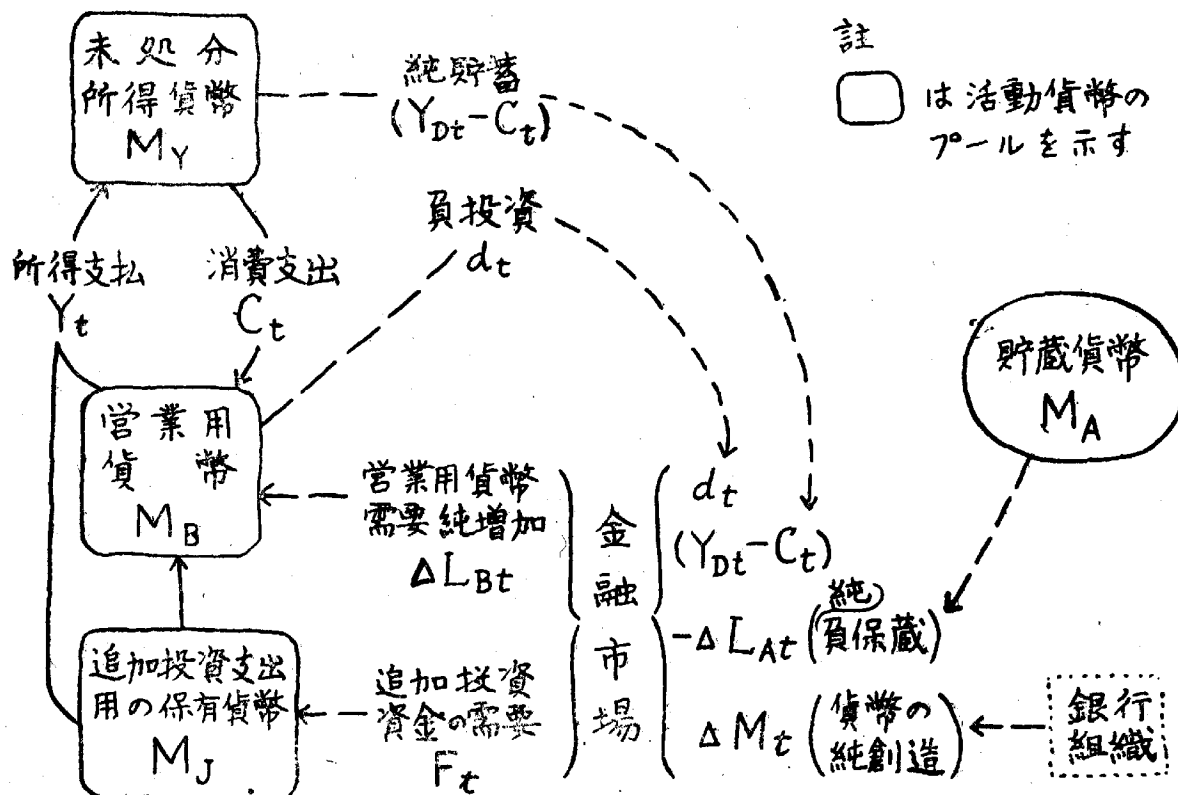 未処分
所得貨幣
M_Y
純貯蓄
(Y_Dt-C_t)
註
は活動貨幣の
プールを示す
負投資
d_t
所得支払
Y_t
消費支出
C_t
貯蔵貨幣
M_A
営業用
貨幣
M_B
営業用貨幣
需要純増加
ΔL_Bt
金融市場
d_t
(Y_Dt-C_t)
-ΔL_At(純負保蔵)
追加投資支出
用の保有貨幣
M_J
追加投資
資金の需要
F_t
ΔM_t(貨幣の
純創造)
銀行
組織